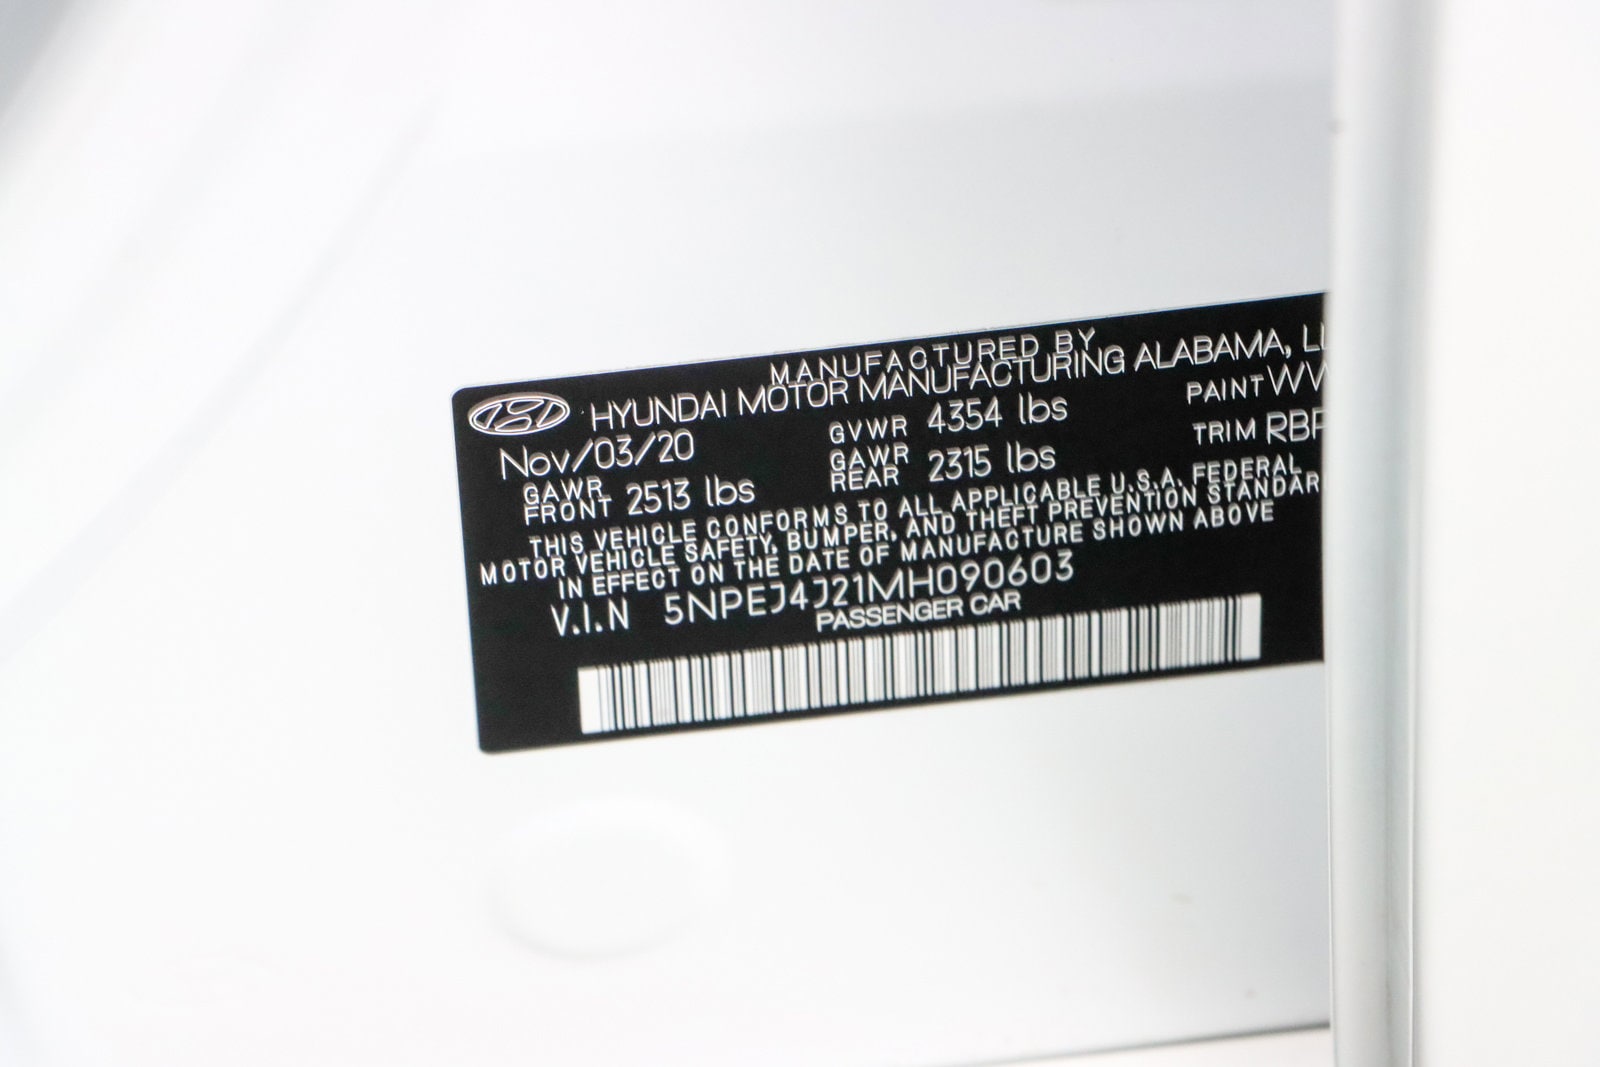 MANUFACTURED BY
HYUNDAI MOTOR MANUFACTURING ALABAMA,
Nov/03/20 GVWR 4354 lbs PAINT
GAWR FRONT 2513 lbs GAWR REAR 2315 lbs TRIM
THIS VEHICLE CONFORMS TO ALL APPLICABLE U.S.A. FEDERAL
MOTOR VEHICLE SAFETY, BUMPER, AND THEFT PREVENTION STANDAR
IN EFFECT ON THE DATE OF MANUFACTURE SHOWN ABOVE
V.I.N 5NPEJ4J21MH090603
PASSENGER CAR